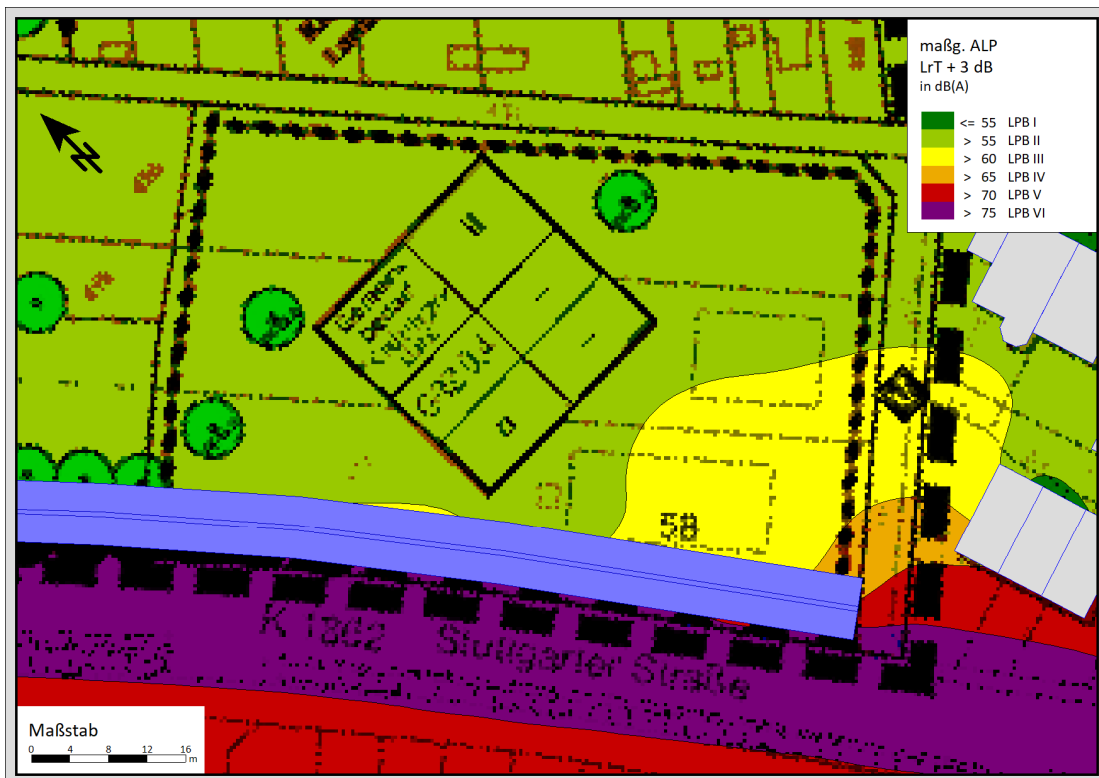 maßg. ALP
LrT + 3 dB
in dB(A)
<= 55 LPB I
> 55 LPB II
> 60 LPB III
> 65 LPB IV
> 70 LPB V
> 75 LPB VI
N
II
I
I
58
K 1802
Stuttgarter Straße
Maßstab
0 4 8 12 16
m